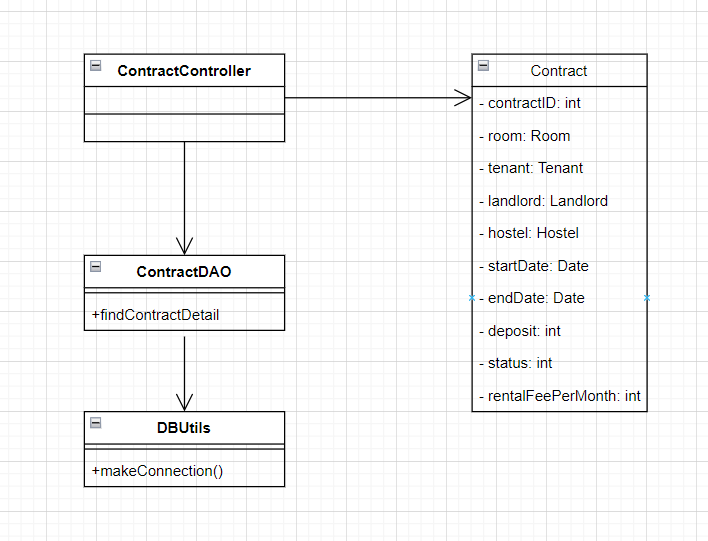 ContractController
Contract
- contractID: int
- room: Room
- tenant: Tenant
- landlord: Landlord
- hostel: Hostel
- startDate: Date
- endDate: Date
- deposit: int
- status: int
- rentalFeePerMonth: int
ContractDAO
+findContractDetail
DBUtils
+makeConnection()